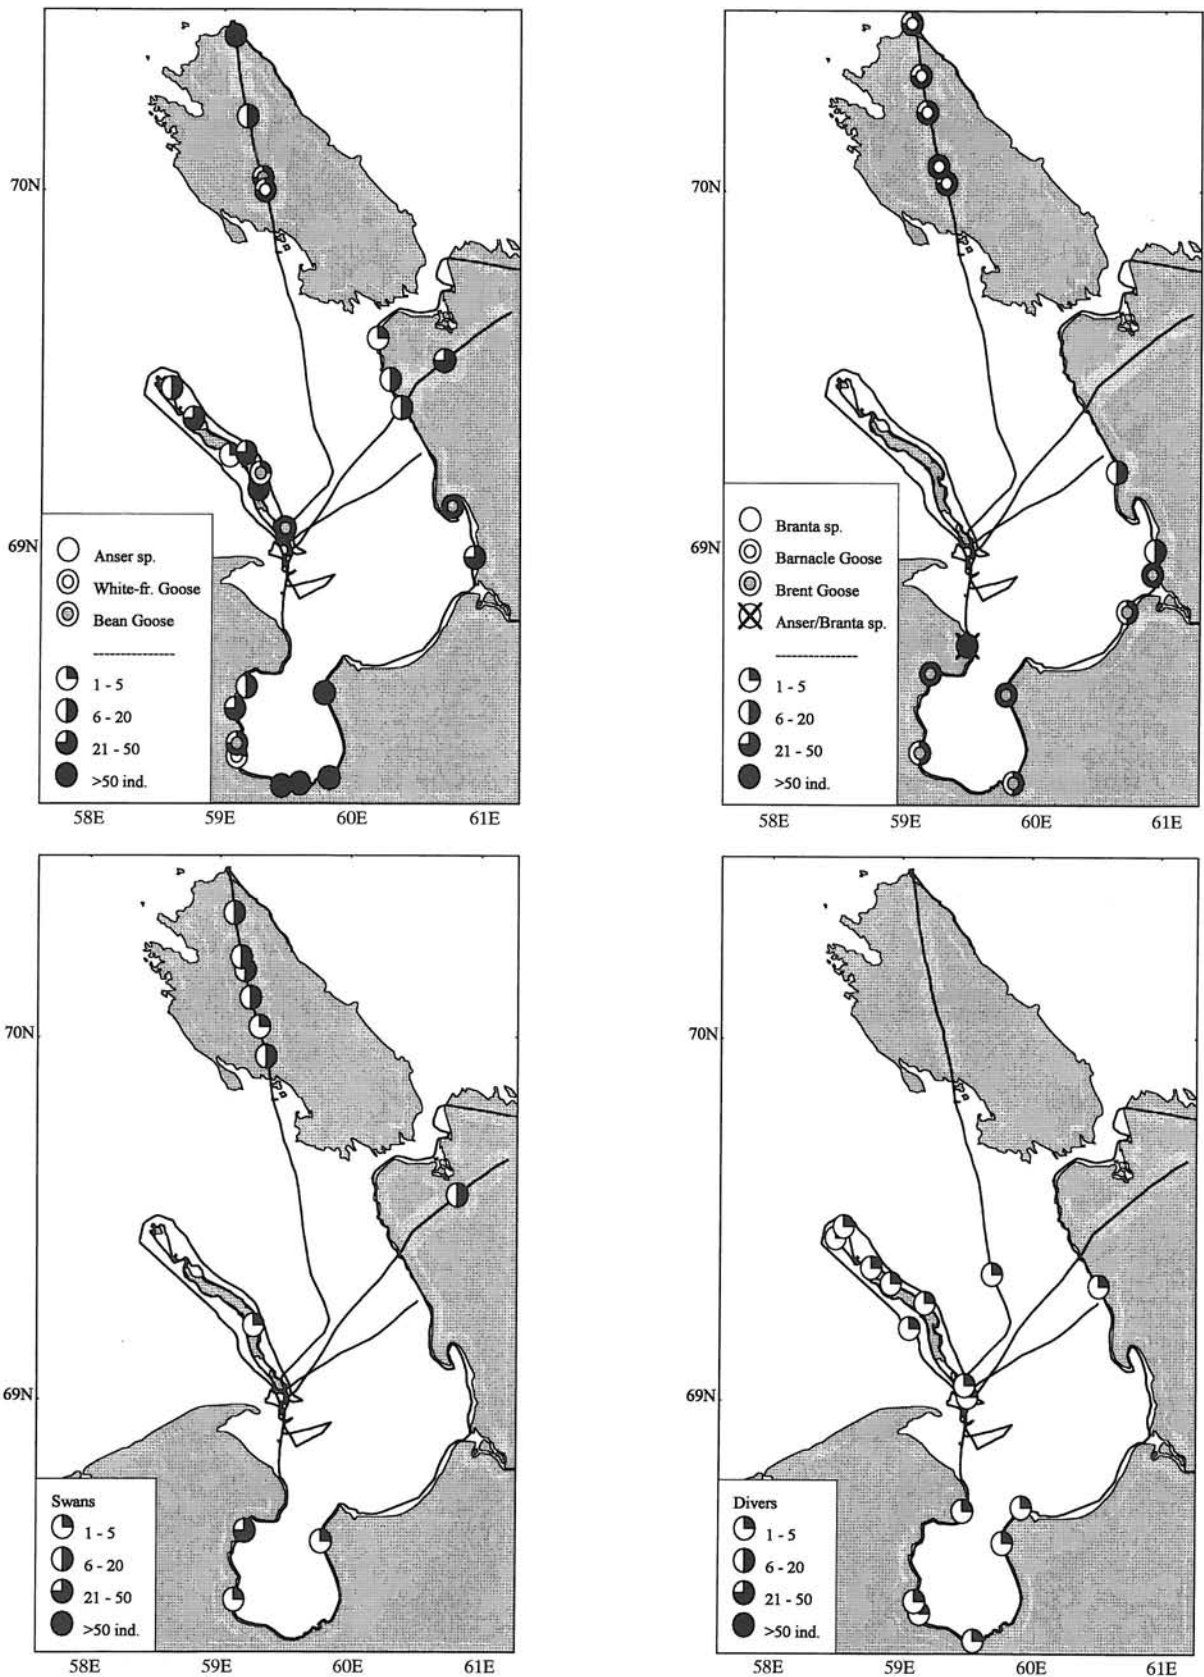 70N
69N
Anser sp.
White-fr. Goose
Bean Goose
1 - 5
6 - 20
21 - 50
>50 ind.
58E 59E 60E 61E
70N
69N
Branta sp.
Barnacle Goose
Brent Goose
Anser/Branta sp.
1 - 5
6 - 20
21 - 50
>50 ind.
58E 59E 60E 61E
70N
69N
Swans
1 - 5
6 - 20
21 - 50
>50 ind.
58E 59E 60E 61E
70N
69N
Divers
1 - 5
6 - 20
21 - 50
>50 ind.
58E 59E 60E 61E